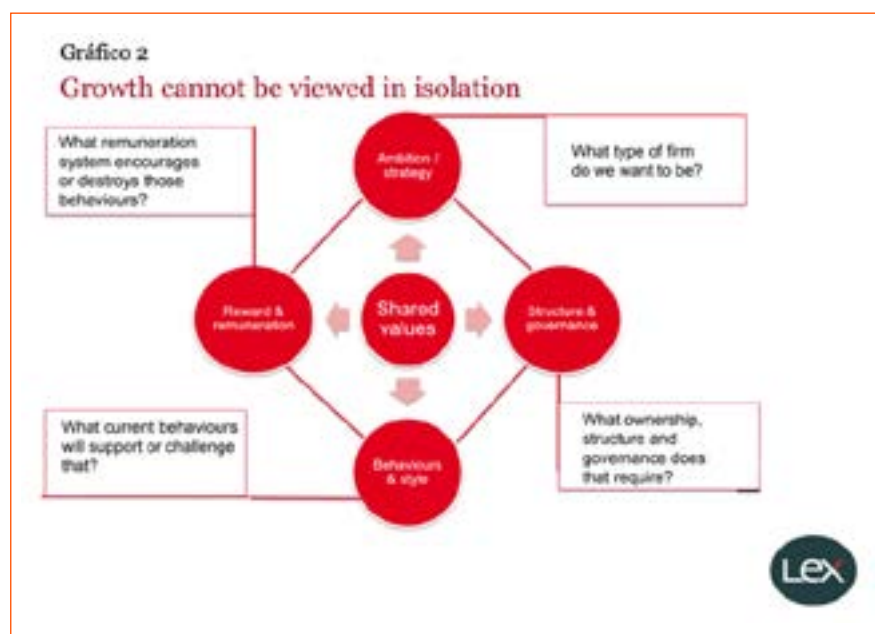 Gráfico 2
Growth cannot be viewed in isolation
What remuneration
system encourages
or destroys those
behaviours?
Ambition /
strategy
What type of firm
do we want to be?
Reward &
remuneration
Shared
values
Structure &
governance
What current behaviours
will support or challenge
that?
Behaviours
& style
What ownership,
structure and
governance does
that require?
Lex